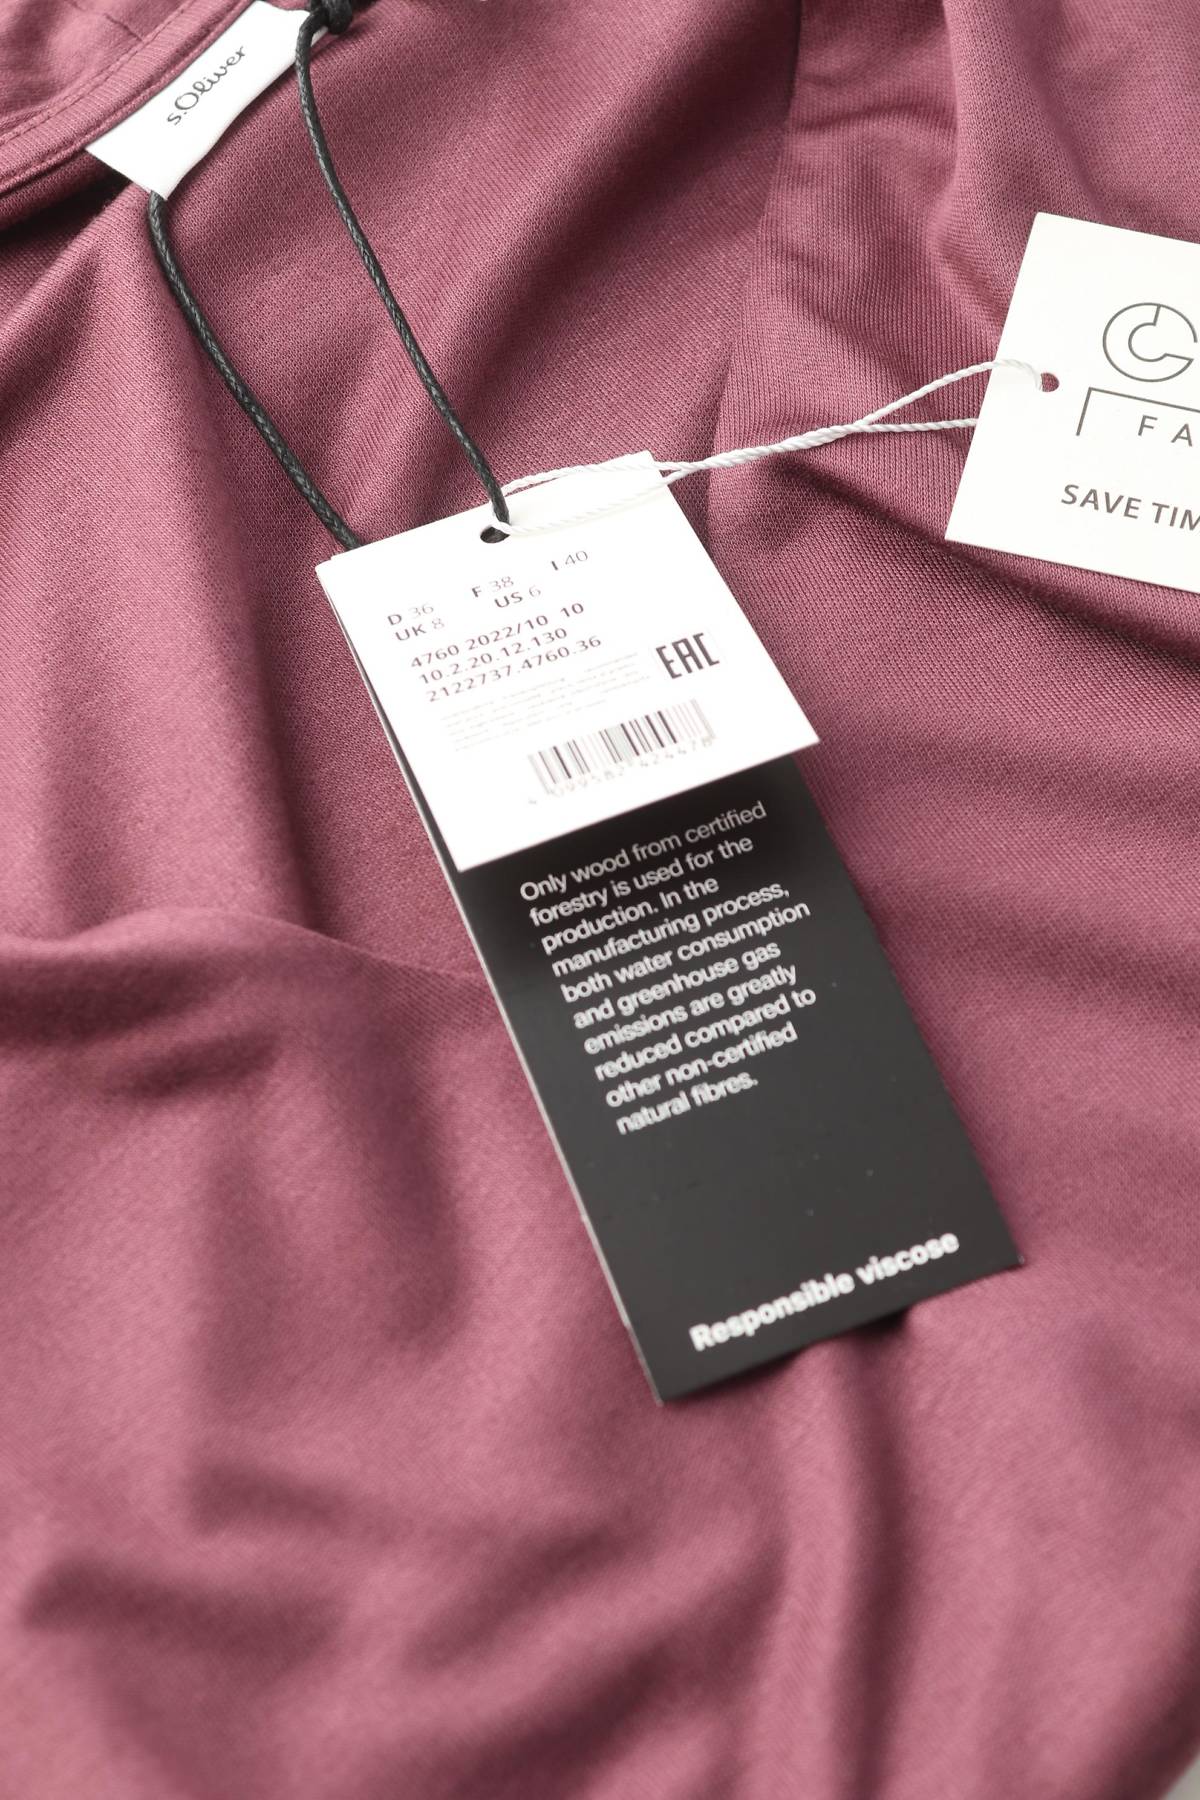 s.Oliver
D 36 F 38 I 40
UK 8 US 6
4760 2022/10 10
10.2.20.12.130
2122737.4760.36
EAC
4 099582 424478
Only wood from certified
forestry is used for the
production. In the
manufacturing process,
both water consumption
and greenhouse gas
emissions are greatly
reduced compared to
other non-certified
natural fibres.
Responsible viscose
C
FA
SAVE TIM